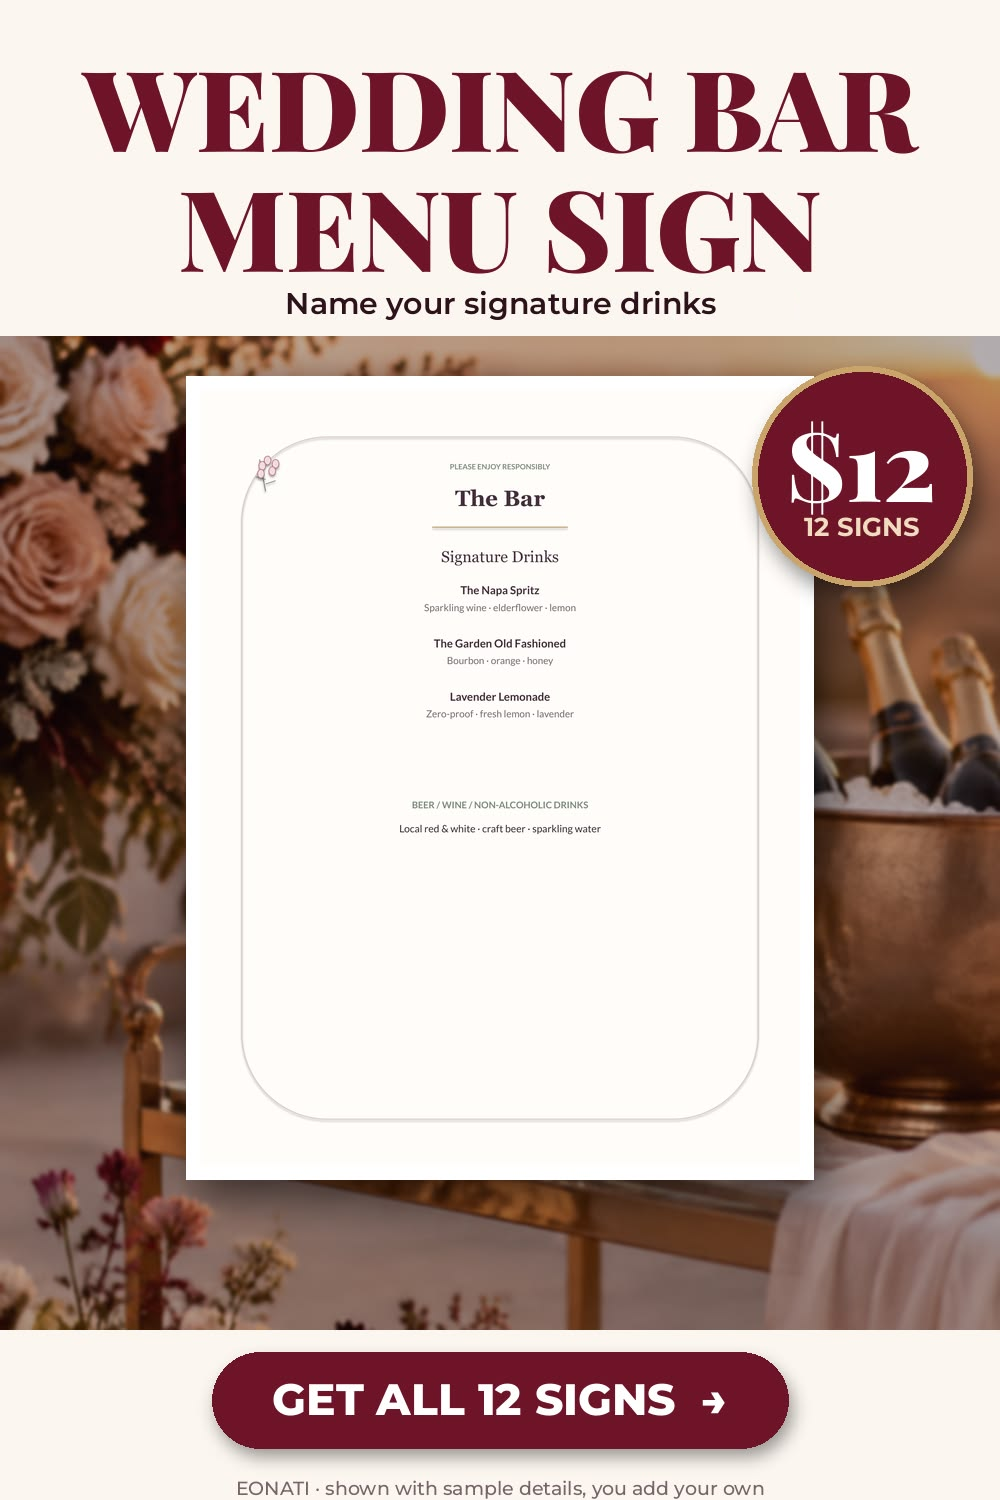 WEDDING BAR
MENU SIGN
Name your signature drinks
$12
12 SIGNS
PLEASE ENJOY RESPONSIBLY
The Bar
Signature Drinks
The Napa Spritz
Sparkling wine · elderflower · lemon
The Garden Old Fashioned
Bourbon · orange · honey
Lavender Lemonade
Zero-proof · fresh lemon · lavender
BEER / WINE / NON-ALCOHOLIC DRINKS
Local red & white · craft beer · sparkling water
GET ALL 12 SIGNS →
EONATI · shown with sample details, you add your own